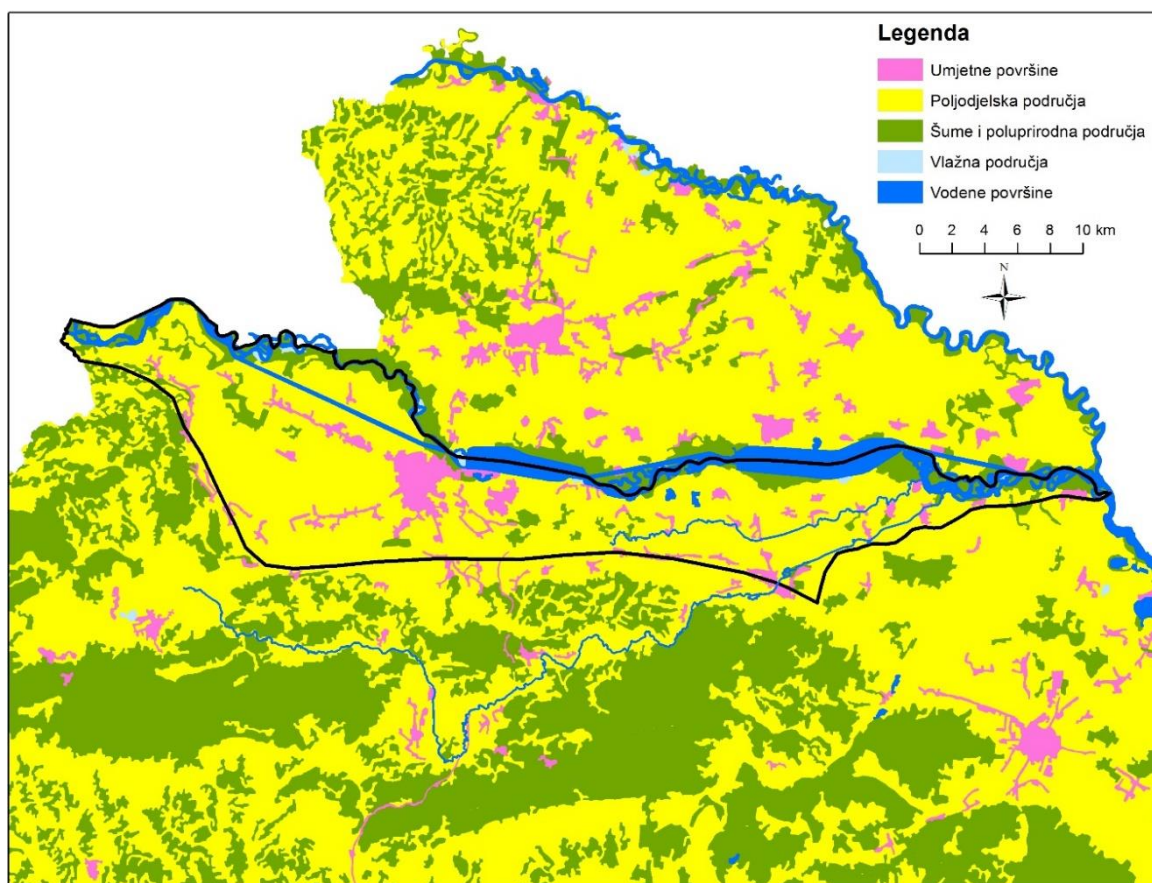 Legenda
Umjetne površine
Poljodjelska područja
Šume i poluprirodna područja
Vlažna područja
Vodene površine
0 2 4 6 8 10 km
N